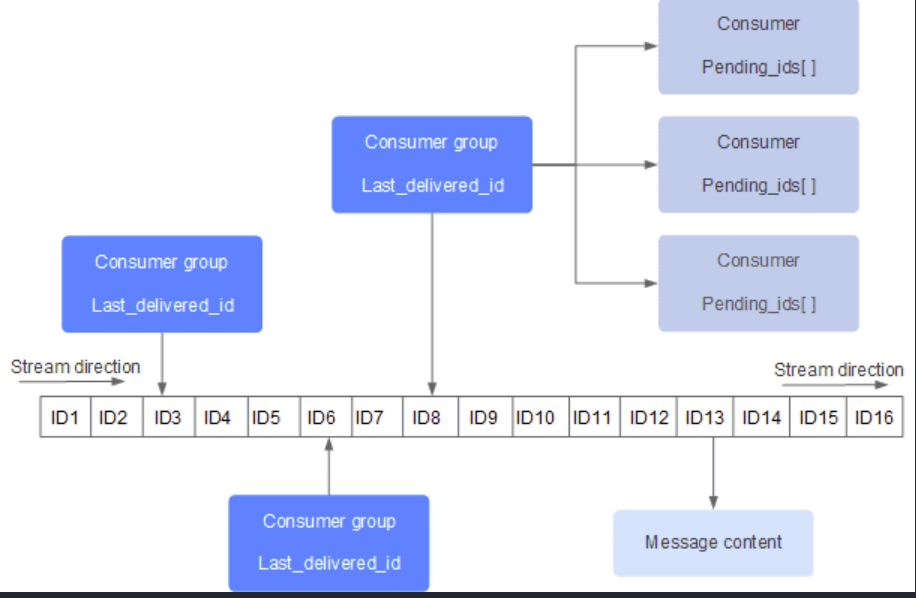 Consumer
Pending_ids[ ]
Consumer group
Last_delivered_id
Consumer
Pending_ids[ ]
Consumer group
Last_delivered_id
Consumer
Pending_ids[ ]
Stream direction
Stream direction
ID1 ID2 ID3 ID4 ID5 ID6 ID7 ID8 ID9 ID10 ID11 ID12 ID13 ID14 ID15 ID16
Consumer group
Last_delivered_id
Message content